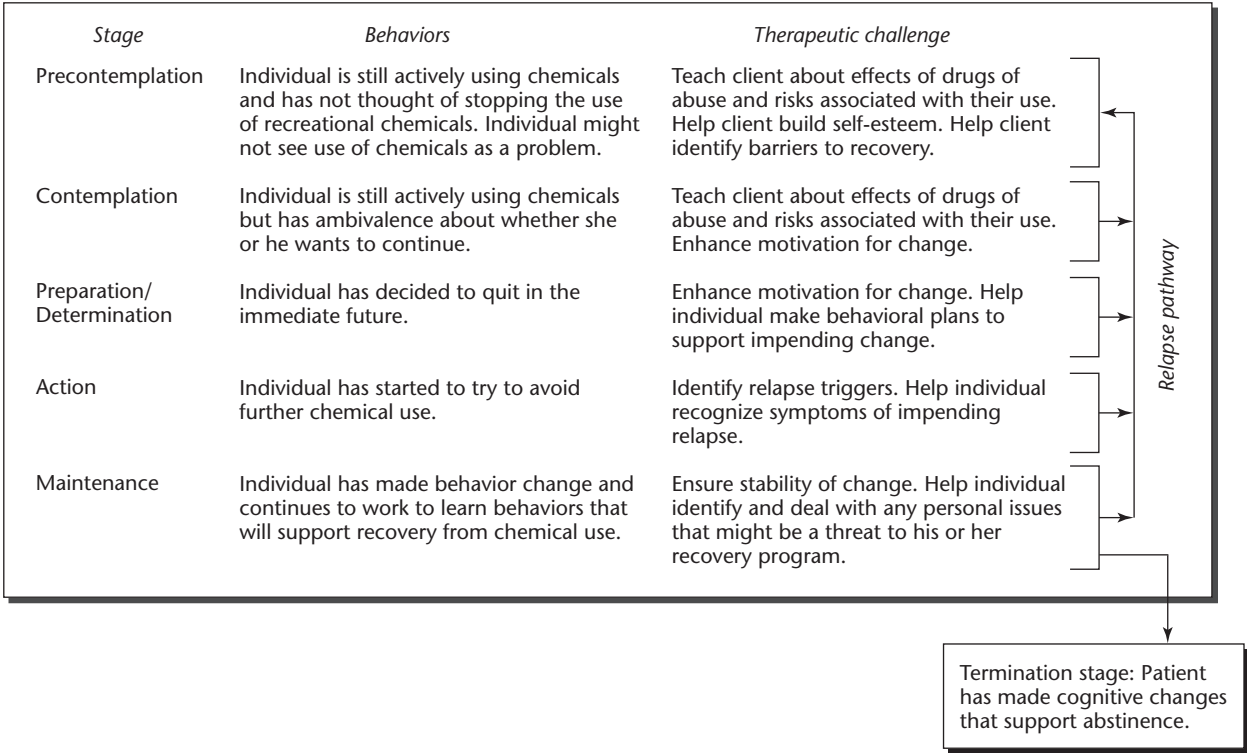 Stage Behaviors Therapeutic challenge
Precontemplation Individual is still actively using chemicals Teach client about effects of drugs of
and has not thought of stopping the use abuse and risks associated with their use.
of recreational chemicals. Individual might Help client build self-esteem. Help client
not see use of chemicals as a problem. identify barriers to recovery.
Contemplation Individual is still actively using chemicals Teach client about effects of drugs of
but has ambivalence about whether she abuse and risks associated with their use.
or he wants to continue. Enhance motivation for change.
Preparation/ Individual has decided to quit in the Enhance motivation for change. Help
Determination immediate future. individual make behavioral plans to
support impending change.
Action Individual has started to try to avoid Identify relapse triggers. Help individual
further chemical use. recognize symptoms of impending
relapse.
Maintenance Individual has made behavior change and Ensure stability of change. Help individual
continues to work to learn behaviors that identify and deal with any personal issues
will support recovery from chemical use. that might be a threat to his or her
recovery program.
Relapse pathway
Termination stage: Patient
has made cognitive changes
that support abstinence.